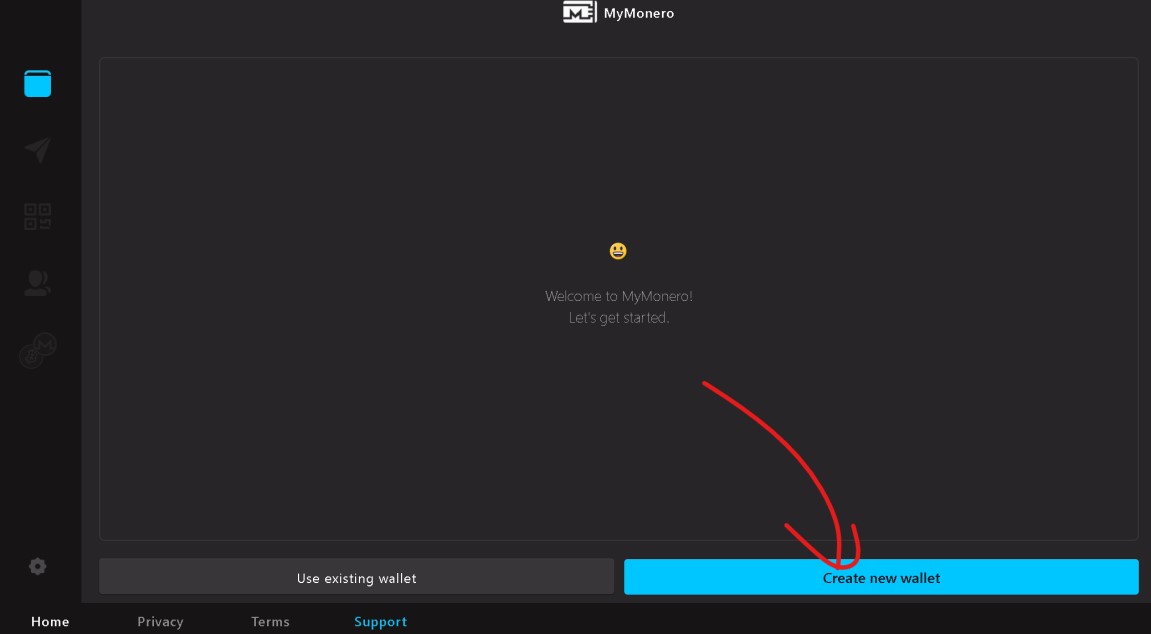 MyMonero
Welcome to MyMonero!
Let's get started.
Use existing wallet
Create new wallet
Home
Privacy
Terms
Support